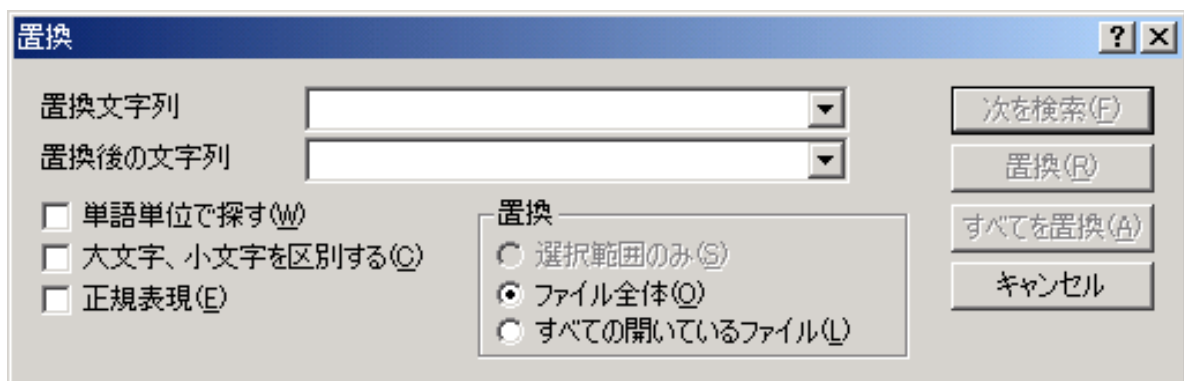 置換
置換文字列
次を検索(F)
置換後の文字列
置換(R)
単語単位で探す(W)
大文字、小文字を区別する(C)
正規表現(E)
置換
選択範囲のみ(S)
ファイル全体(O)
すべての開いているファイル(L)
すべてを置換(A)
キャンセル